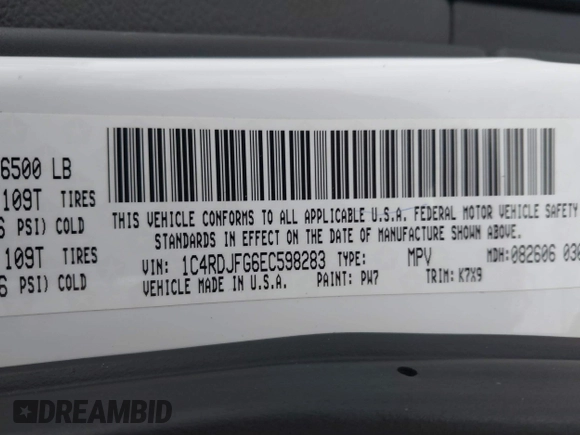 6500 LB
109T TIRES
PSI) COLD
109T TIRES
PSI) COLD
THIS VEHICLE CONFORMS TO ALL APPLICABLE U.S.A. FEDERAL MOTOR VEHICLE SAFETY
STANDARDS IN EFFECT ON THE DATE OF MANUFACTURE SHOWN ABOVE.
VIN: 1C4RDJFG6EC598283 TYPE: MPV MDH:082606 030
VEHICLE MADE IN U.S.A. PAINT: PW7 TRIM: K7X9
DREAMBID